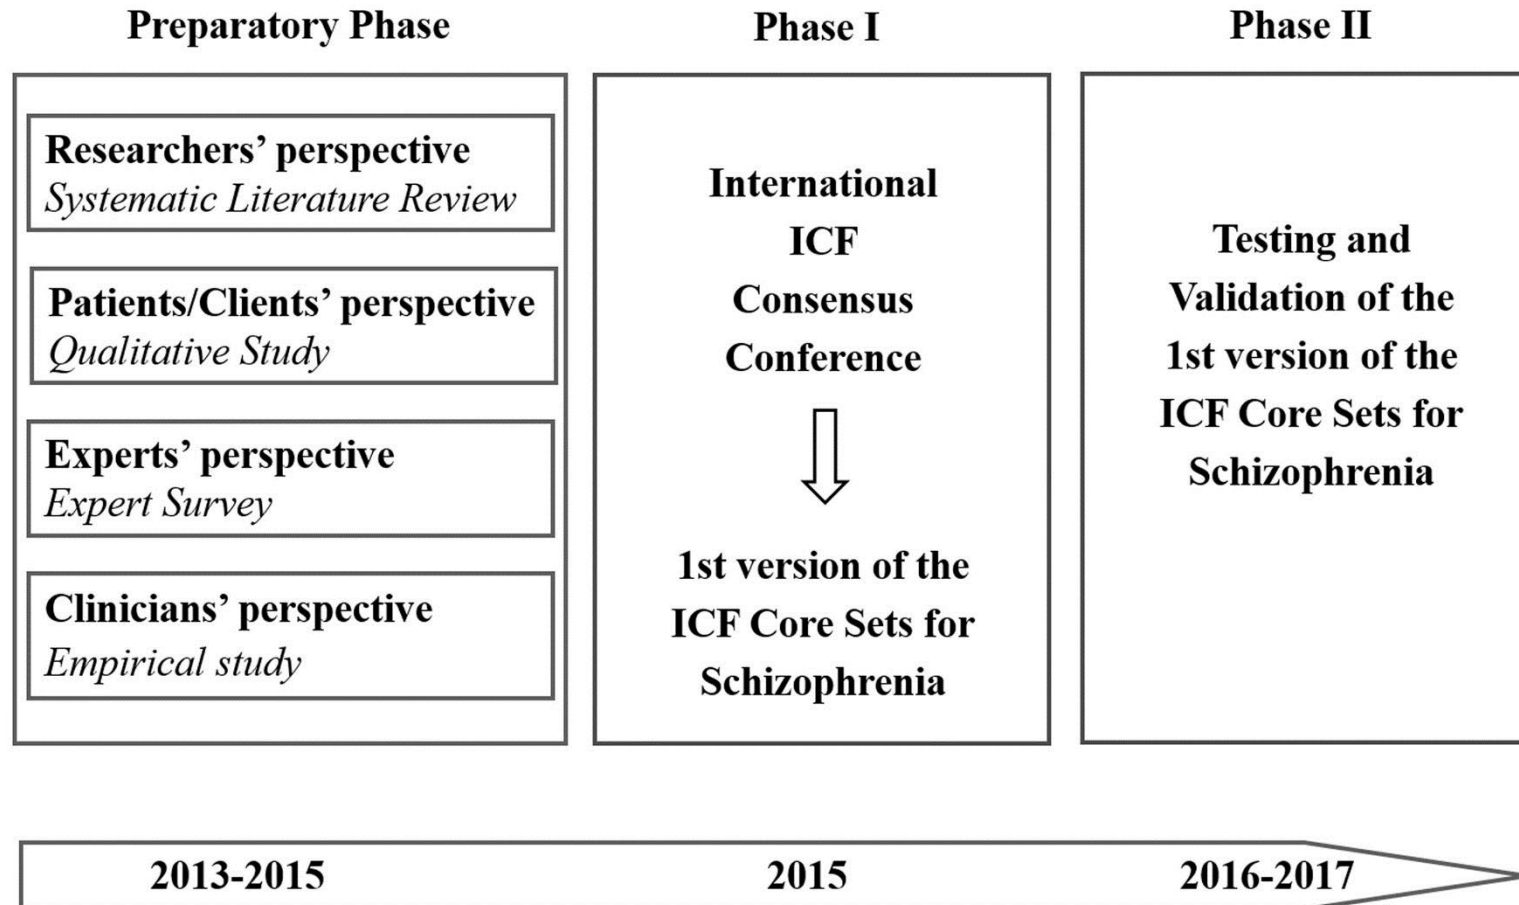 Preparatory Phase
Researchers’ perspective
Systematic Literature Review
Patients/Clients’ perspective
Qualitative Study
Experts’ perspective
Expert Survey
Clinicians’ perspective
Empirical study
Phase I
International
ICF
Consensus
Conference
1st version of the
ICF Core Sets for
Schizophrenia
Phase II
Testing and
Validation of the
1st version of the
ICF Core Sets for
Schizophrenia
2013-2015
2015
2016-2017